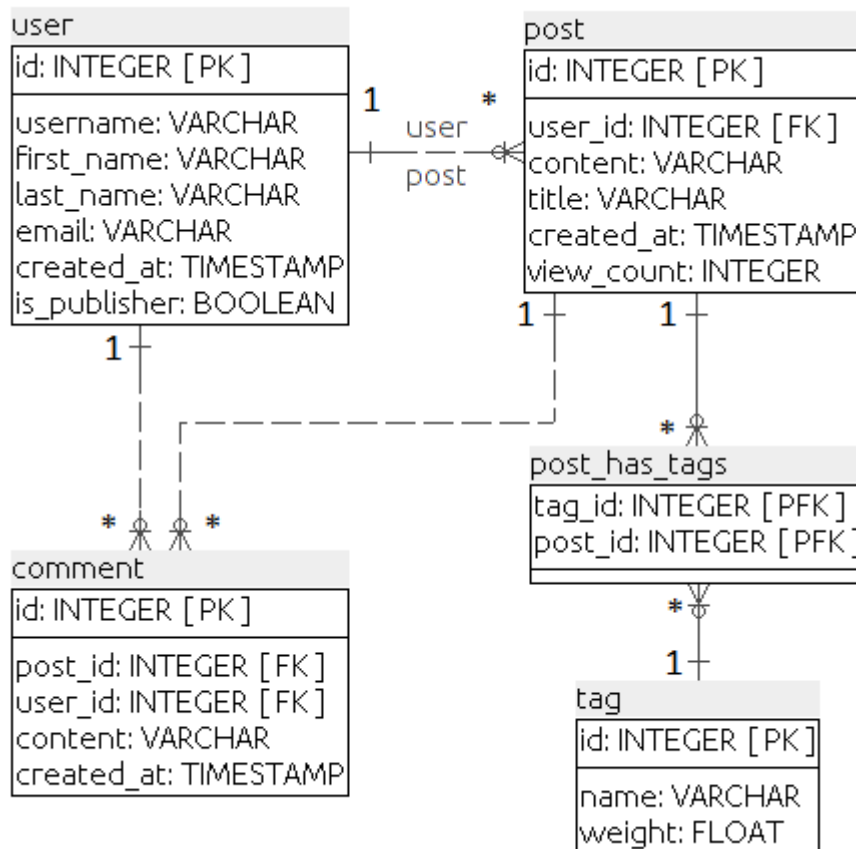 user
id: INTEGER [PK]
username: VARCHAR
first_name: VARCHAR
last_name: VARCHAR
email: VARCHAR
created_at: TIMESTAMP
is_publisher: BOOLEAN
1
*
user
post
post
id: INTEGER [PK]
user_id: INTEGER [FK]
content: VARCHAR
title: VARCHAR
created_at: TIMESTAMP
view_count: INTEGER
1
1
1
*
*
*
post_has_tags
tag_id: INTEGER [PFK]
post_id: INTEGER [PFK]
comment
id: INTEGER [PK]
post_id: INTEGER [FK]
user_id: INTEGER [FK]
content: VARCHAR
created_at: TIMESTAMP
*
1
tag
id: INTEGER [PK]
name: VARCHAR
weight: FLOAT